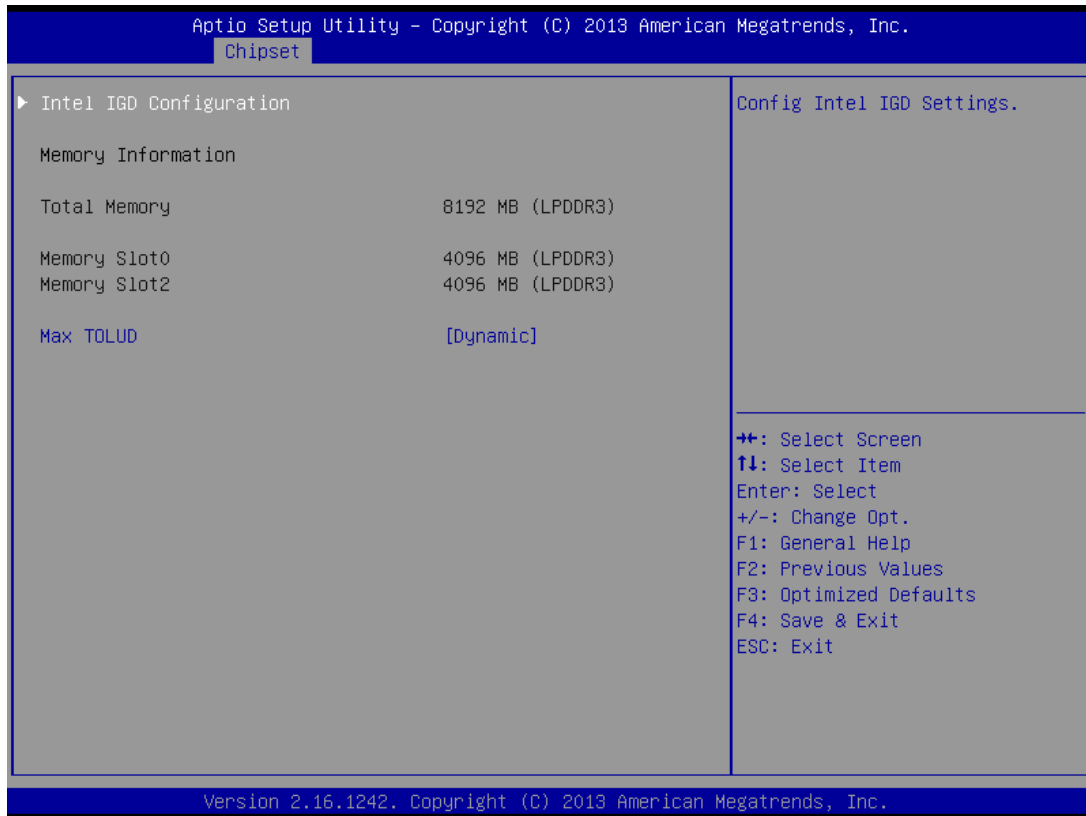 Aptio Setup Utility – Copyright (C) 2013 American Megatrends, Inc.
Chipset
Intel IGD Configuration
Memory Information
Total Memory 8192 MB (LPDDR3)
Memory Slot0 4096 MB (LPDDR3)
Memory Slot2 4096 MB (LPDDR3)
Max TOLUD [Dynamic]
Config Intel IGD Settings.
→←: Select Screen
↑↓: Select Item
Enter: Select
+/-: Change Opt.
F1: General Help
F2: Previous Values
F3: Optimized Defaults
F4: Save & Exit
ESC: Exit
Version 2.16.1242. Copyright (C) 2013 American Megatrends, Inc.